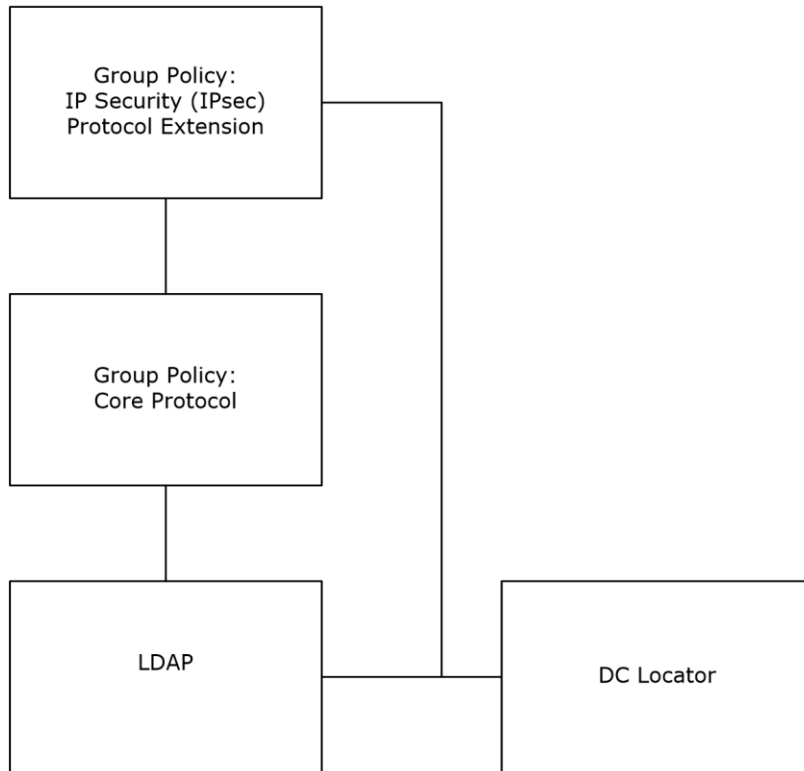 Group Policy:
IP Security (IPsec)
Protocol Extension
Group Policy:
Core Protocol
LDAP
DC Locator